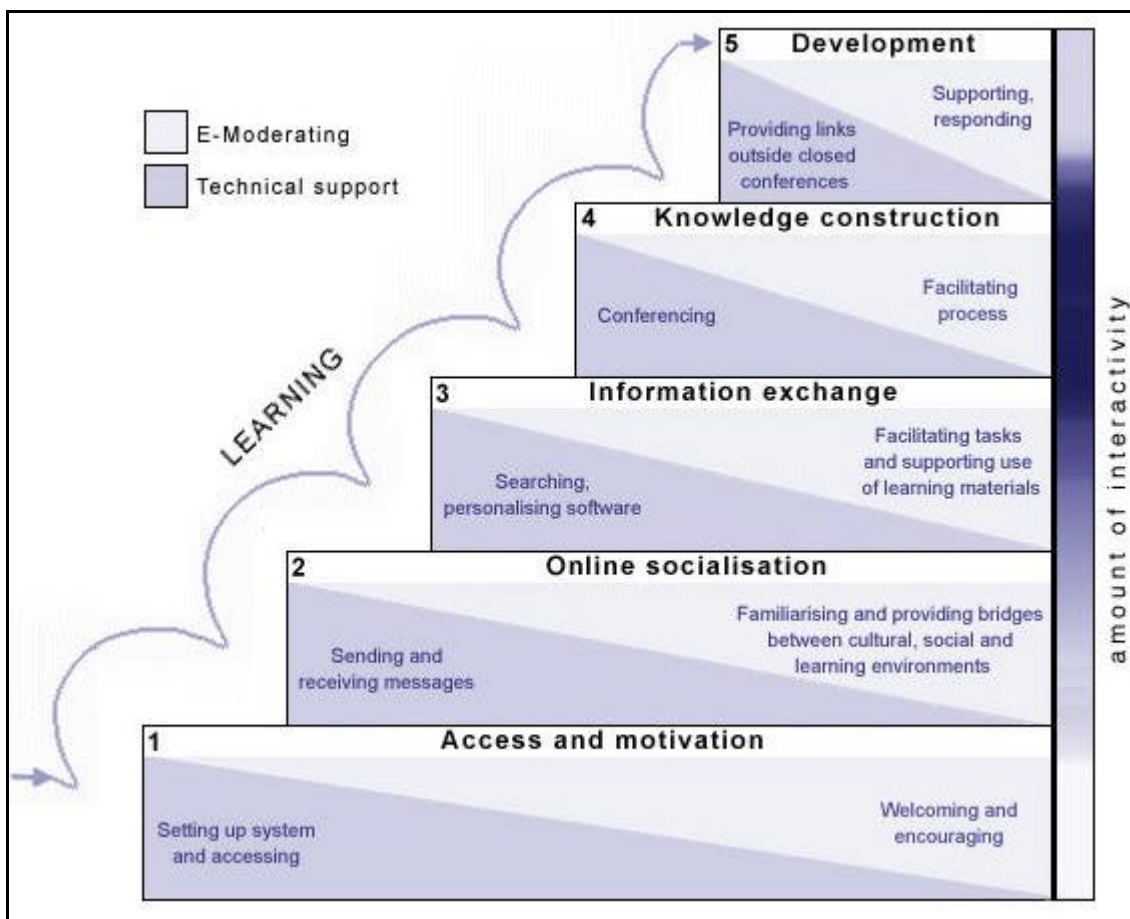 5 Development
Supporting,
responding
Providing links
outside closed
conferences
E-Moderating
Technical support
4 Knowledge construction
Facilitating
process
Conferencing
LEARNING
3 Information exchange
Facilitating tasks
and supporting use
of learning materials
Searching,
personalising software
2 Online socialisation
Familiarising and providing bridges
between cultural, social and
learning environments
Sending and
receiving messages
1 Access and motivation
Welcoming and
encouraging
Setting up system
and accessing
amount of interactivity